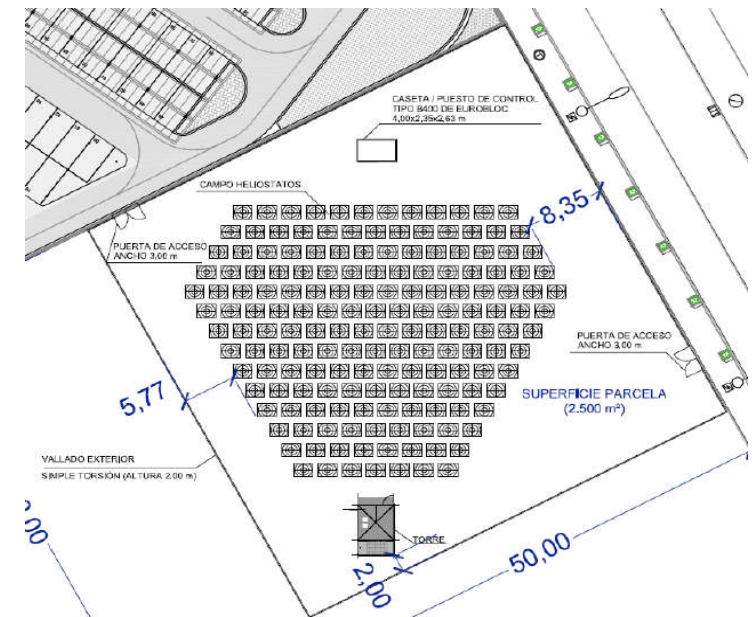 CASETA / PUESTO DE CONTROL
TIPO B400 DE EUROBLOC
4,00x2,35x2,63 m
CAMPO HELIOSTATOS
8,35
PUERTA DE ACCESO
ANCHO 3,00 m
PUERTA DE ACCESO
ANCHO 3,00 m
5,77
SUPERFICIE PARCELA
(2.500 m²)
VALLADO EXTERIOR
SIMPLE TORSIÓN (ALTURA 2,00 m)
TORRE
50,00
2,00